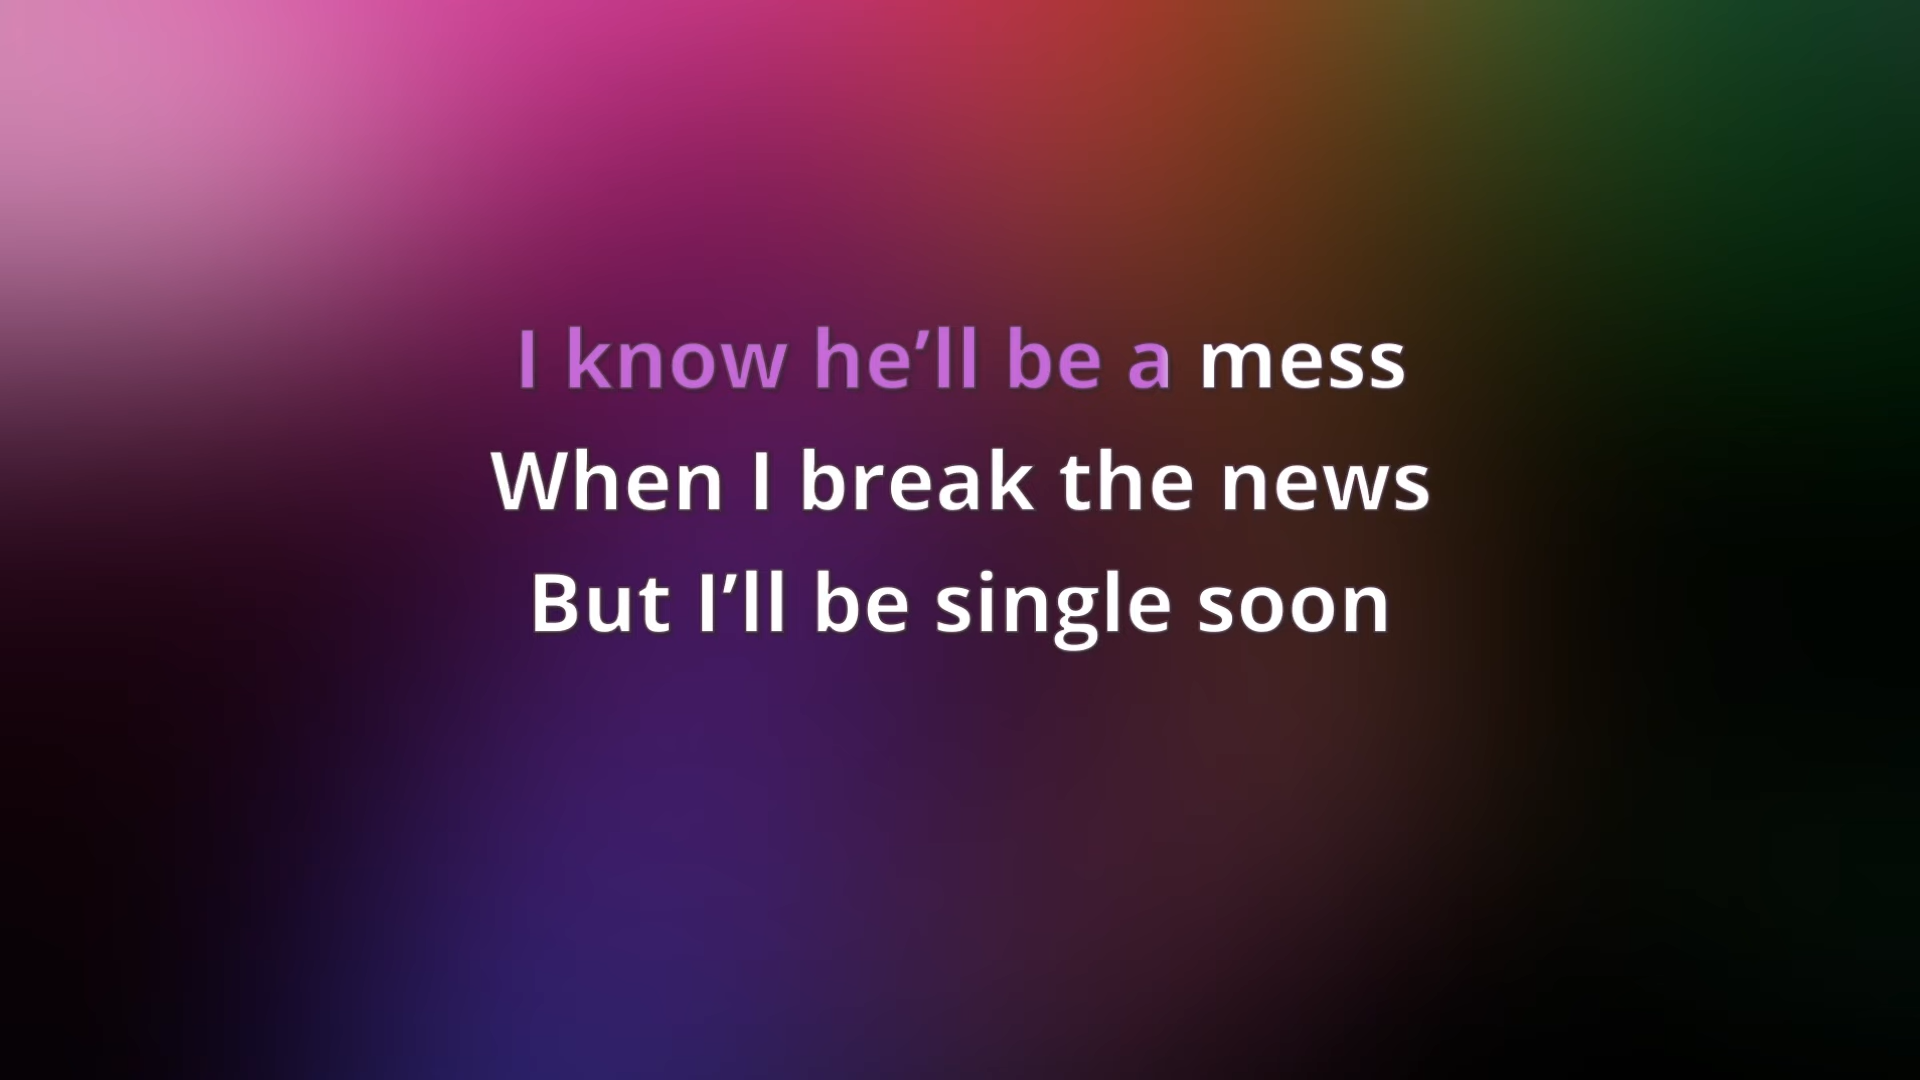 I know he’ll be a mess
When I break the news
But I’ll be single soon